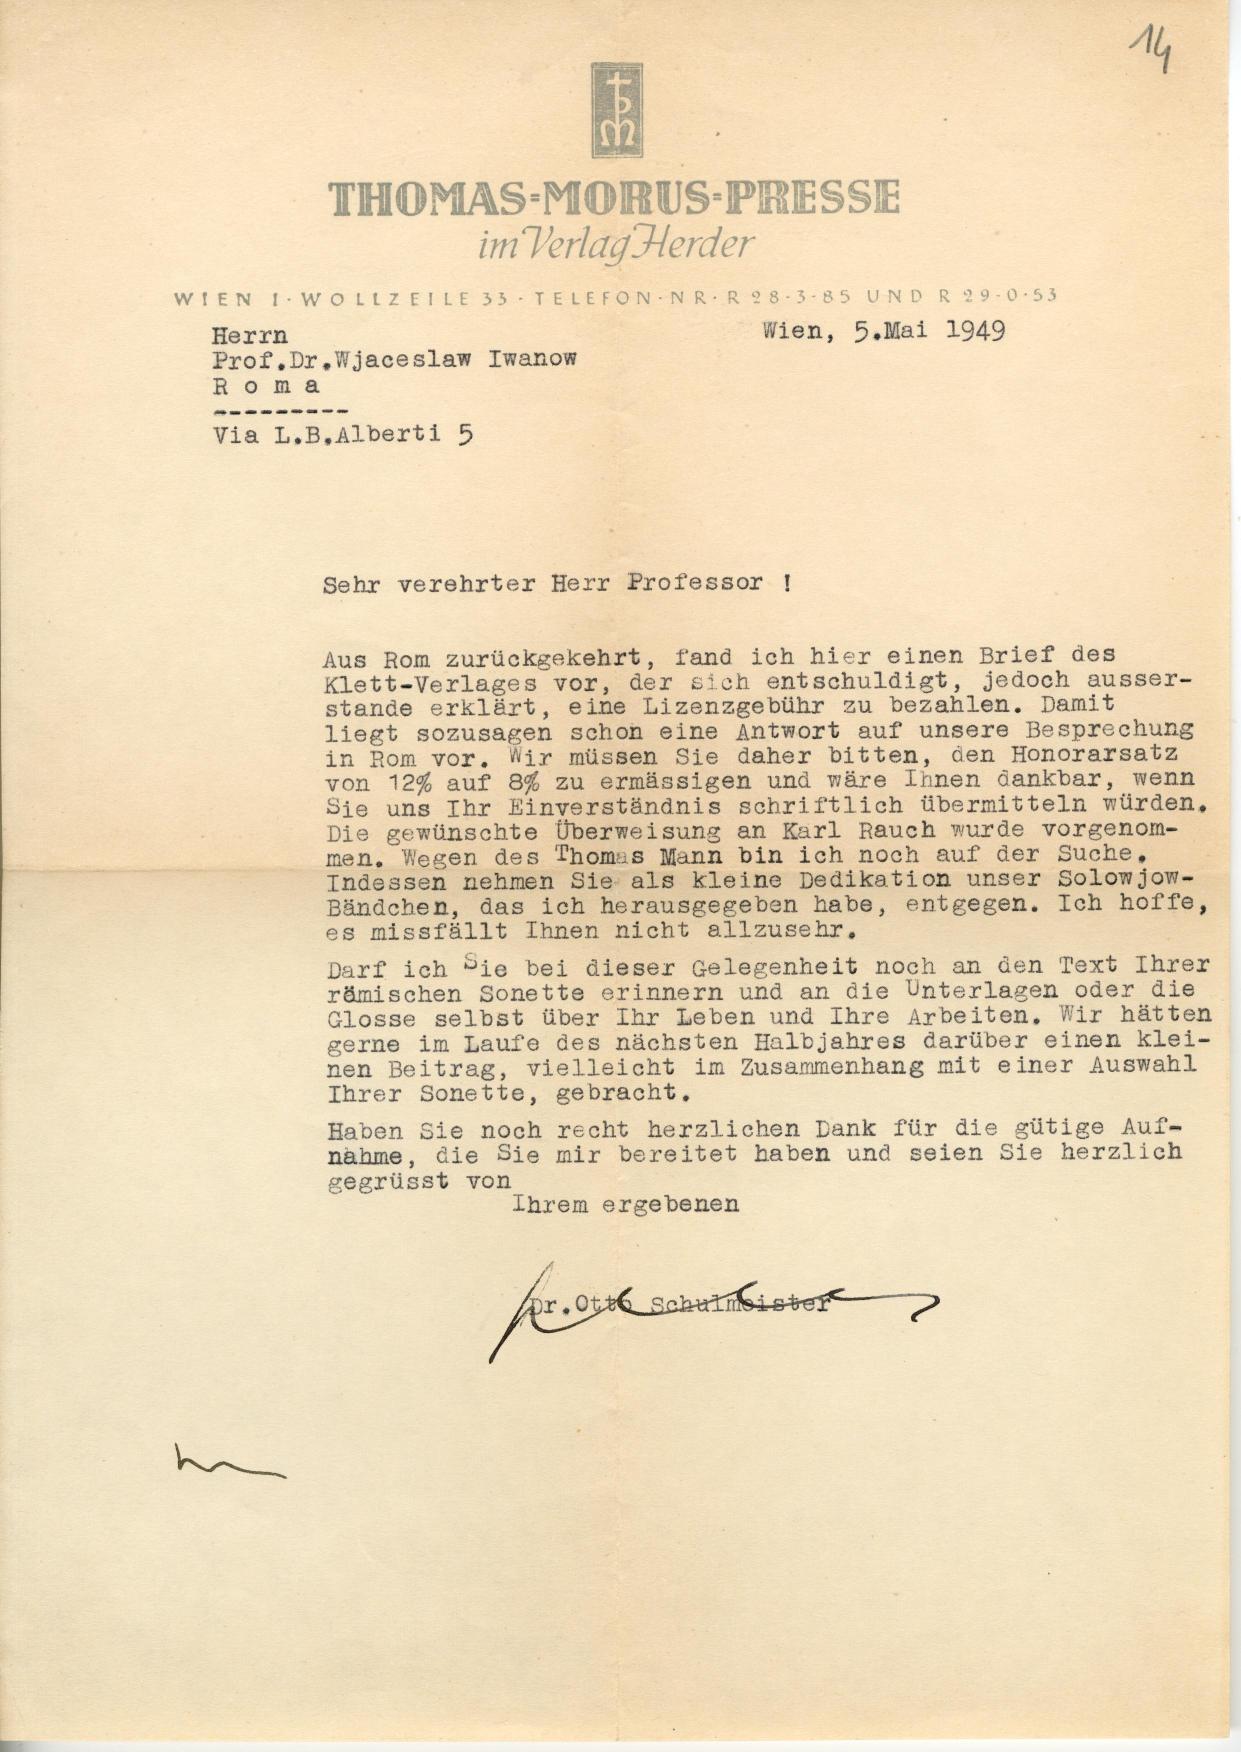 14
THOMAS=MORUS=PRESSE
im Verlag Herder
WIEN I · WOLLZEILE 33 · TELEFON · NR · R 28 · 3 · 85 UND R 29 · 0 · 53
Herrn
Wien, 5.Mai 1949
Prof.Dr.Wjaceslaw Iwanow
R o m a
---------
Via L.B.Alberti 5
Sehr verehrter Herr Professor !
Aus Rom zurückgekehrt, fand ich hier einen Brief des
Klett-Verlages vor, der sich entschuldigt, jedoch ausser-
stande erklärt, eine Lizenzgebühr zu bezahlen. Damit
liegt sozusagen schon eine Antwort auf unsere Besprechung
in Rom vor. Wir müssen Sie daher bitten, den Honorarsatz
von 12% auf 8% zu ermässigen und wäre Ihnen dankbar, wenn
Sie uns Ihr Einverständnis schriftlich übermitteln würden.
Die gewünschte Überweisung an Karl Rauch wurde vorgenom-
men. Wegen des Thomas Mann bin ich noch auf der Suche.
Indessen nehmen Sie als kleine Dedikation unser Solowjow-
Bändchen, das ich herausgegeben habe, entgegen. Ich hoffe,
es missfällt Ihnen nicht allzusehr.
Darf ich Sie bei dieser Gelegenheit noch an den Text Ihrer
römischen Sonette erinnern und an die Unterlagen oder die
Glosse selbst über Ihr Leben und Ihre Arbeiten. Wir hätten
gerne im Laufe des nächsten Halbjahres darüber einen klei-
nen Beitrag, vielleicht im Zusammenhang mit einer Auswahl
Ihrer Sonette, gebracht.
Haben Sie noch recht herzlichen Dank für die gütige Auf-
nahme, die Sie mir bereitet haben und seien Sie herzlich
gegrüsst von
Ihrem ergebenen
Dr.Otto Schulmeister